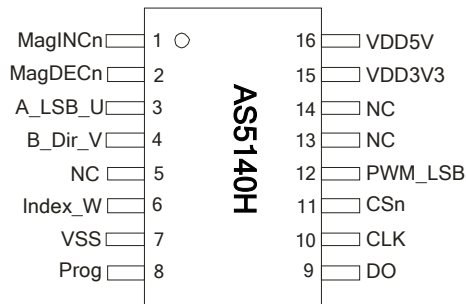 MagINCn 1 16 VDD5V
MagDECn 2 15 VDD3V3
A_LSB_U 3 14 NC
B_Dir_V 4 13 NC
NC 5 12 PWM_LSB
Index_W 6 11 CSn
VSS 7 10 CLK
Prog 8 9 DO
AS5140H